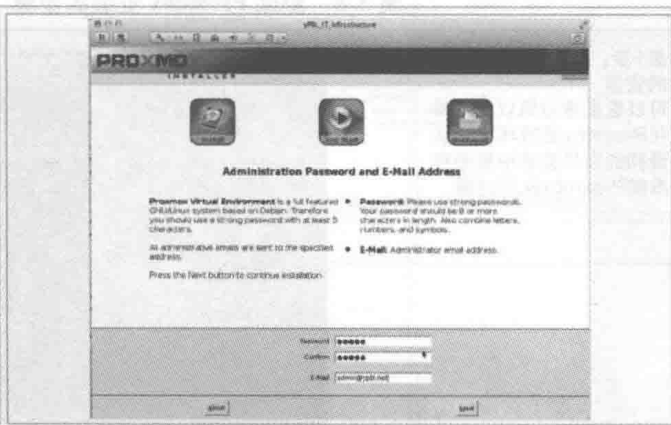 PROXMO
INSTALLER
Administration Password and E-Mail Address
Proxmox Virtual Environment is a full featured
GNU/Linux system based on Debian. Therefore
you should use a strong password with at least 5
characters.
All administrative emails are sent to the specified
address.
Press the Next button to continue installation.
• Password: Please use strong passwords.
Your password should be 8 or more
characters in length. Also combine letters,
numbers, and symbols.
• E-Mail: Administrator email address.
Password
Confirm
E-Mail